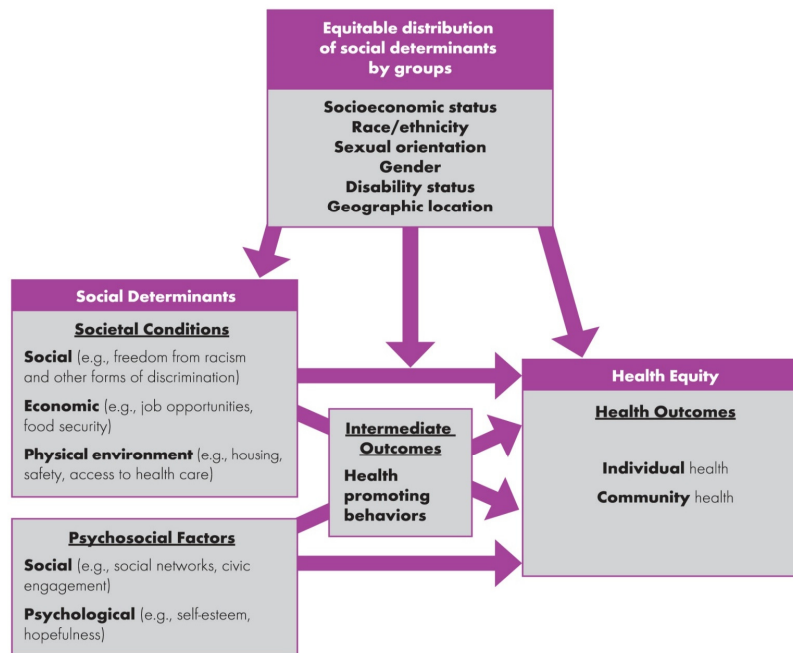 Equitable distribution
of social determinants
by groups
Socioeconomic status
Race/ethnicity
Sexual orientation
Gender
Disability status
Geographic location
Social Determinants
Societal Conditions
Social (e.g., freedom from racism
and other forms of discrimination)
Economic (e.g., job opportunities,
food security)
Physical environment (e.g., housing,
safety, access to health care)
Psychosocial Factors
Social (e.g., social networks, civic
engagement)
Psychological (e.g., self-esteem,
hopefulness)
Intermediate
Outcomes
Health
promoting
behaviors
Health Equity
Health Outcomes
Individual health
Community health